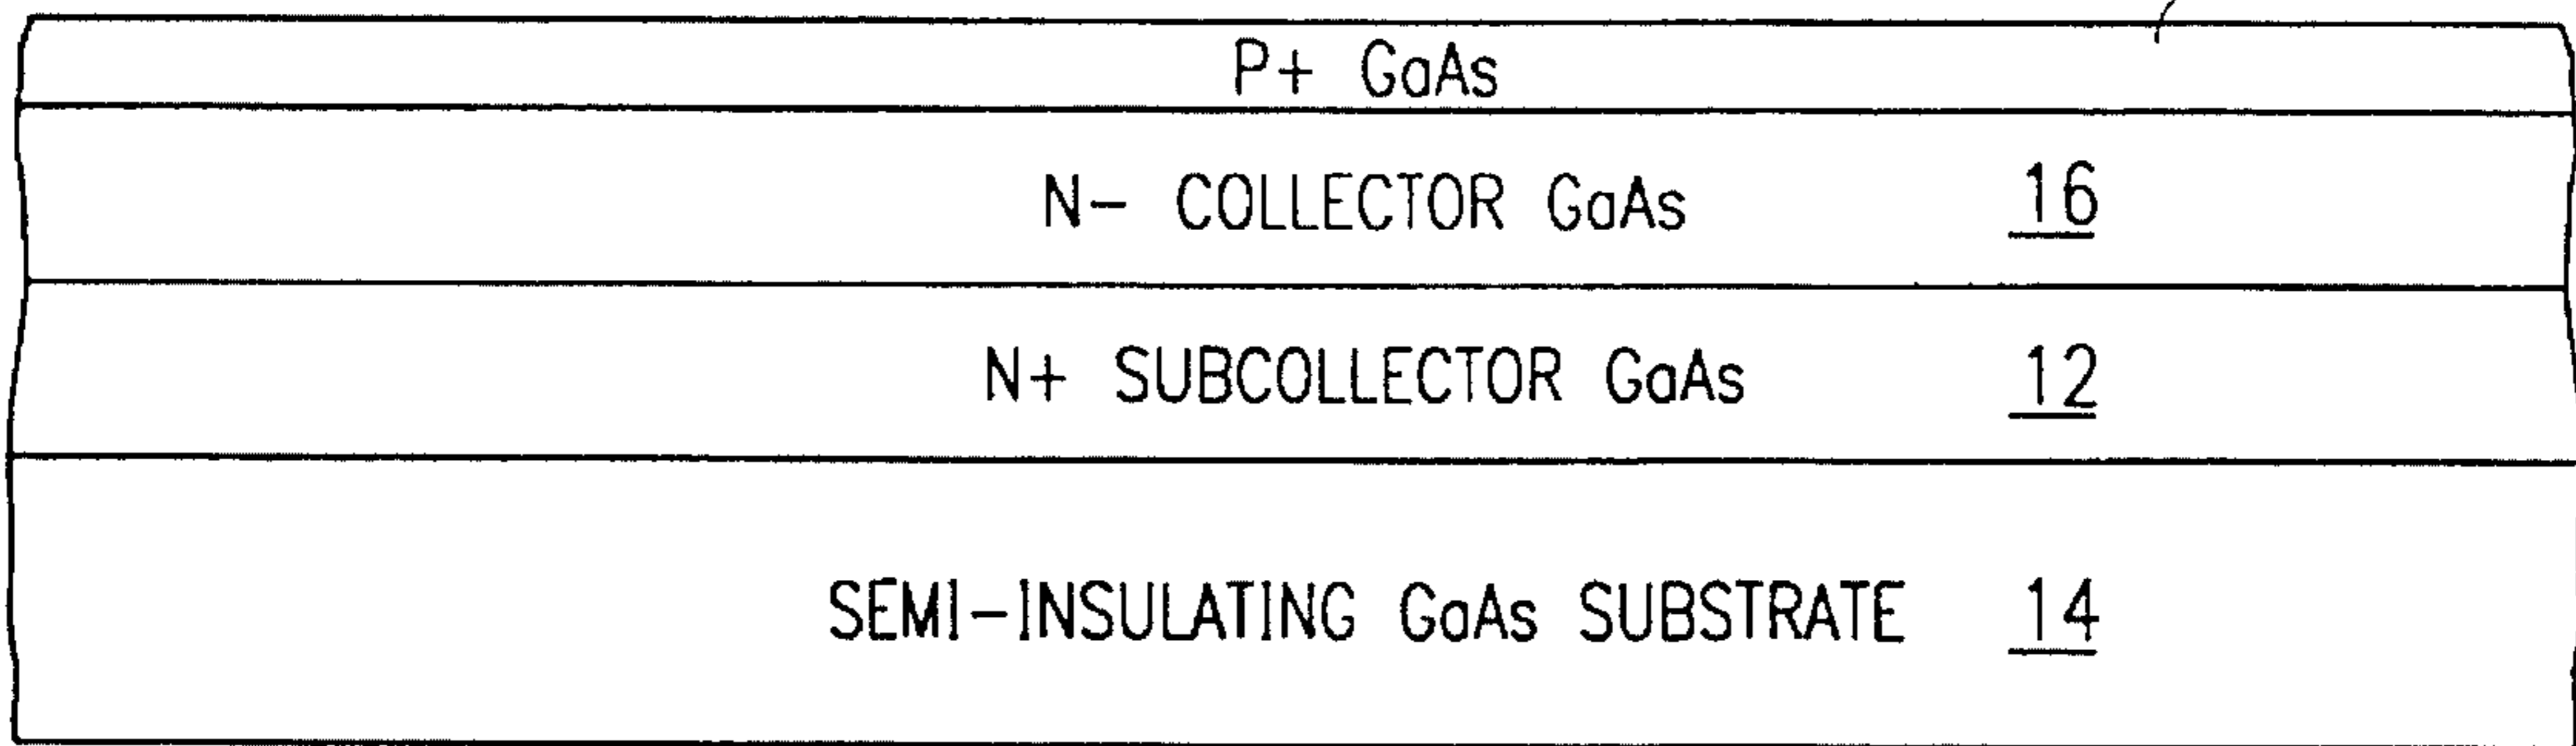 P+ GaAs
N- COLLECTOR GaAs 16
N+ SUBCOLLECTOR GaAs 12
SEMI-INSULATING GaAs SUBSTRATE 14